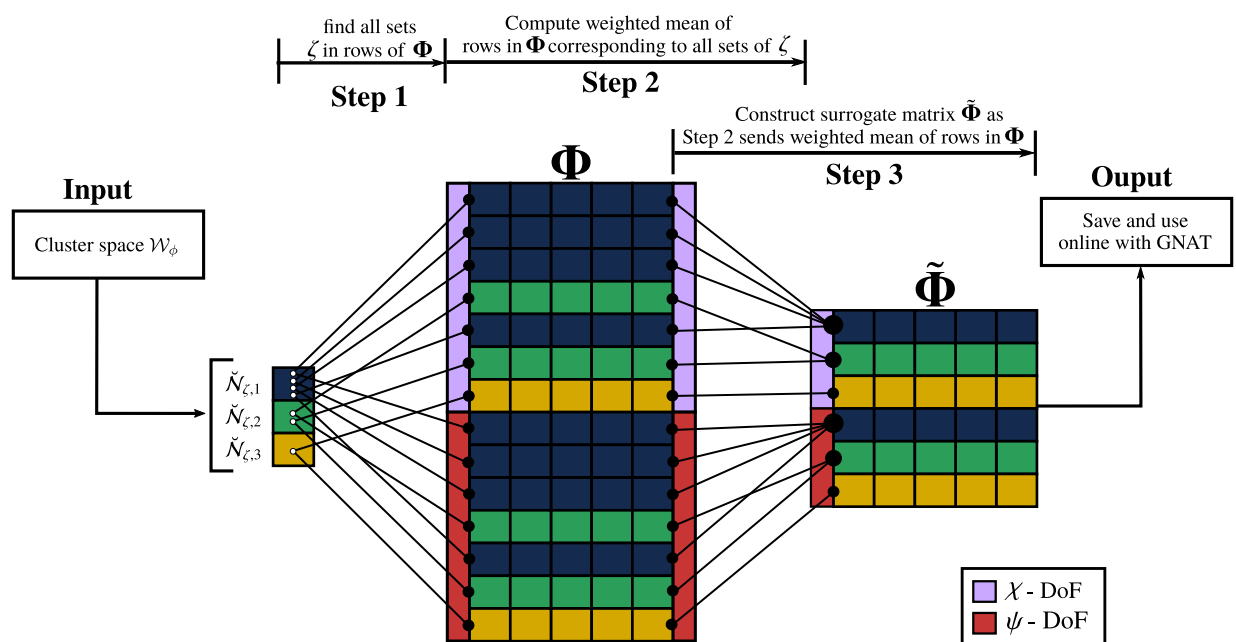 find all sets
ζ in rows of Φ
Step 1
Compute weighted mean of
rows in Φ corresponding to all sets of ζ
Step 2
Construct surrogate matrix Φ̃ as
Step 2 sends weighted mean of rows in Φ
Step 3
Input
Cluster space 𝒲_ϕ
Φ
Ouput
Save and use
online with GNAT
Φ̃
𝒩̆_ζ,1
𝒩̆_ζ,2
𝒩̆_ζ,3
χ - DoF
ψ - DoF